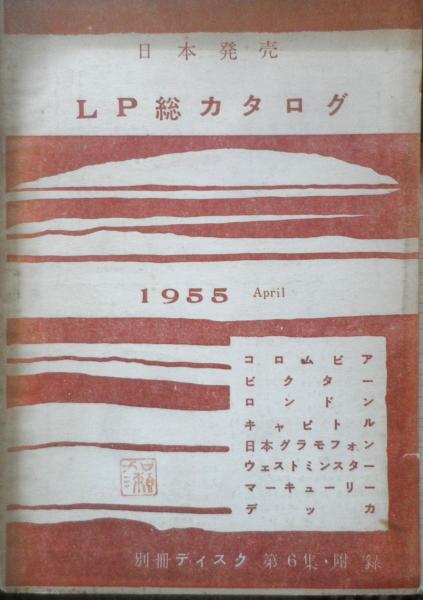 日本発売
LP総カタログ
1955 April
コロムビア
ビクター
ロンドン
キャピトル
日本グラモフォン
ウェストミンスター
マーキューリー
デッカ
別冊ディスク 第6集・附録